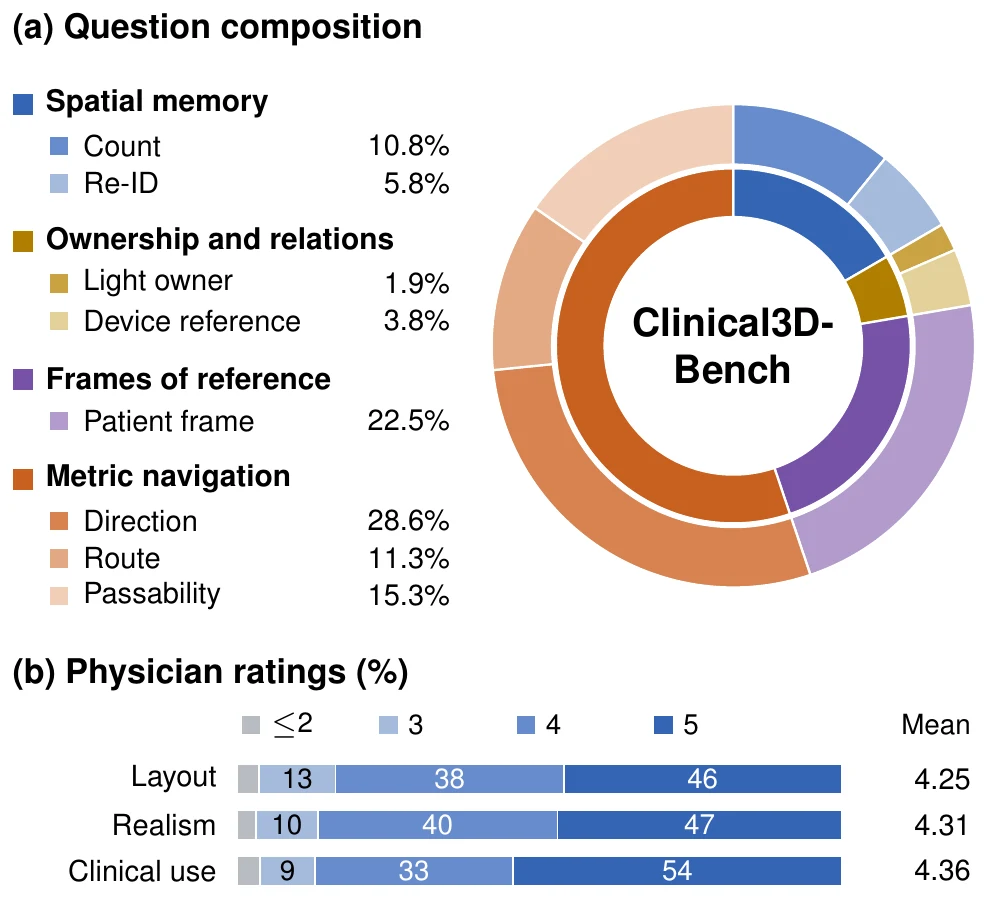 (a) Question composition
Spatial memory
Count 10.8%
Re-ID 5.8%
Ownership and relations
Light owner 1.9%
Device reference 3.8%
Frames of reference
Patient frame 22.5%
Metric navigation
Direction 28.6%
Route 11.3%
Passability 15.3%
Clinical3D-
Bench
(b) Physician ratings (%)
≤2 3 4 5 Mean
Layout 13 38 46 4.25
Realism 10 40 47 4.31
Clinical use 9 33 54 4.36